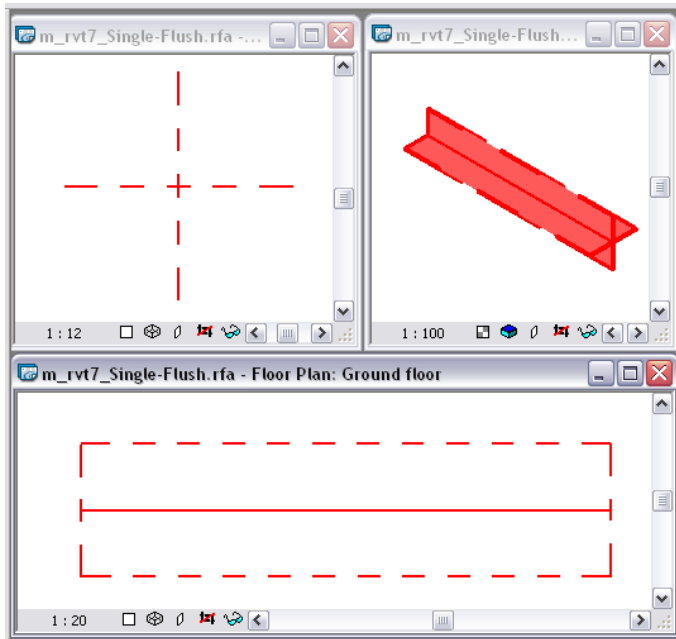 m_rvt7_Single-Flush.rfa - ...
m_rvt7_Single-Flush...
1 : 12
1 : 100
m_rvt7_Single-Flush.rfa - Floor Plan: Ground floor
1 : 20